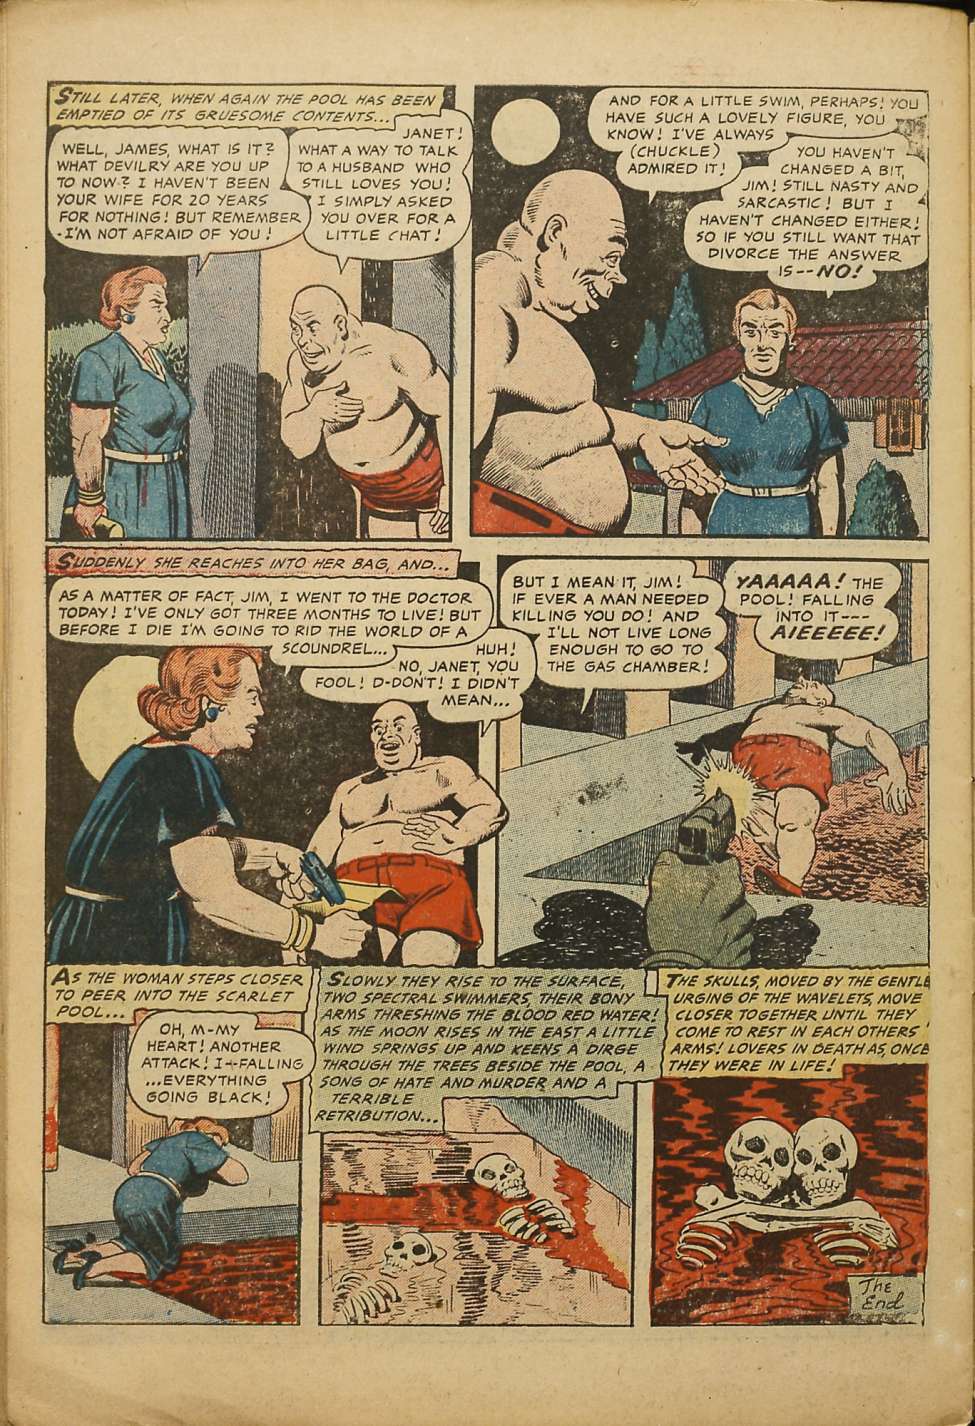 STILL LATER, WHEN AGAIN THE POOL HAS BEEN
EMPTIED OF ITS GRUESOME CONTENTS...
WELL, JAMES, WHAT IS IT?
WHAT DEVILRY ARE YOU UP
TO NOW? I HAVEN'T BEEN
YOUR WIFE FOR 20 YEARS
FOR NOTHING! BUT REMEMBER
-I'M NOT AFRAID OF YOU!
JANET!
WHAT A WAY TO TALK
TO A HUSBAND WHO
STILL LOVES YOU!
I SIMPLY ASKED
YOU OVER FOR A
LITTLE CHAT!
AND FOR A LITTLE SWIM, PERHAPS! YOU
HAVE SUCH A LOVELY FIGURE, YOU
KNOW! I'VE ALWAYS
(CHUCKLE)
ADMIRED IT!
YOU HAVEN'T
CHANGED A BIT,
JIM! STILL NASTY AND
SARCASTIC! BUT I
HAVEN'T CHANGED EITHER!
SO IF YOU STILL WANT THAT
DIVORCE THE ANSWER
IS--NO!
SUDDENLY SHE REACHES INTO HER BAG, AND...
AS A MATTER OF FACT, JIM, I WENT TO THE DOCTOR
TODAY! I'VE ONLY GOT THREE MONTHS TO LIVE! BUT
BEFORE I DIE I'M GOING TO RID THE WORLD OF A
SCOUNDREL...
HUH!
NO, JANET, YOU
FOOL! D-DON'T! I DIDN'T
MEAN...
BUT I MEAN IT, JIM!
IF EVER A MAN NEEDED
KILLING YOU DO! AND
I'LL NOT LIVE LONG
ENOUGH TO GO TO
THE GAS CHAMBER!
YAAAAA! THE
POOL! FALLING
INTO IT----
AIEEEEE!
AS THE WOMAN STEPS CLOSER
TO PEER INTO THE SCARLET
POOL...
OH, M-MY
HEART! ANOTHER
ATTACK! I-I-FALLING
...EVERYTHING
GOING BLACK!
SLOWLY THEY RISE TO THE SURFACE,
TWO SPECTRAL SWIMMERS, THEIR BONY
ARMS THRESHING THE BLOOD RED WATER!
AS THE MOON RISES IN THE EAST A LITTLE
WIND SPRINGS UP AND KEENS A DIRGE
THROUGH THE TREES BESIDE THE POOL, A
SONG OF HATE AND MURDER AND A
TERRIBLE
RETRIBUTION...
THE SKULLS, MOVED BY THE GENTLE
URGING OF THE WAVELETS, MOVE
CLOSER TOGETHER UNTIL THEY
COME TO REST IN EACH OTHERS'
ARMS! LOVERS IN DEATH AS, ONCE
THEY WERE IN LIFE!
The
End